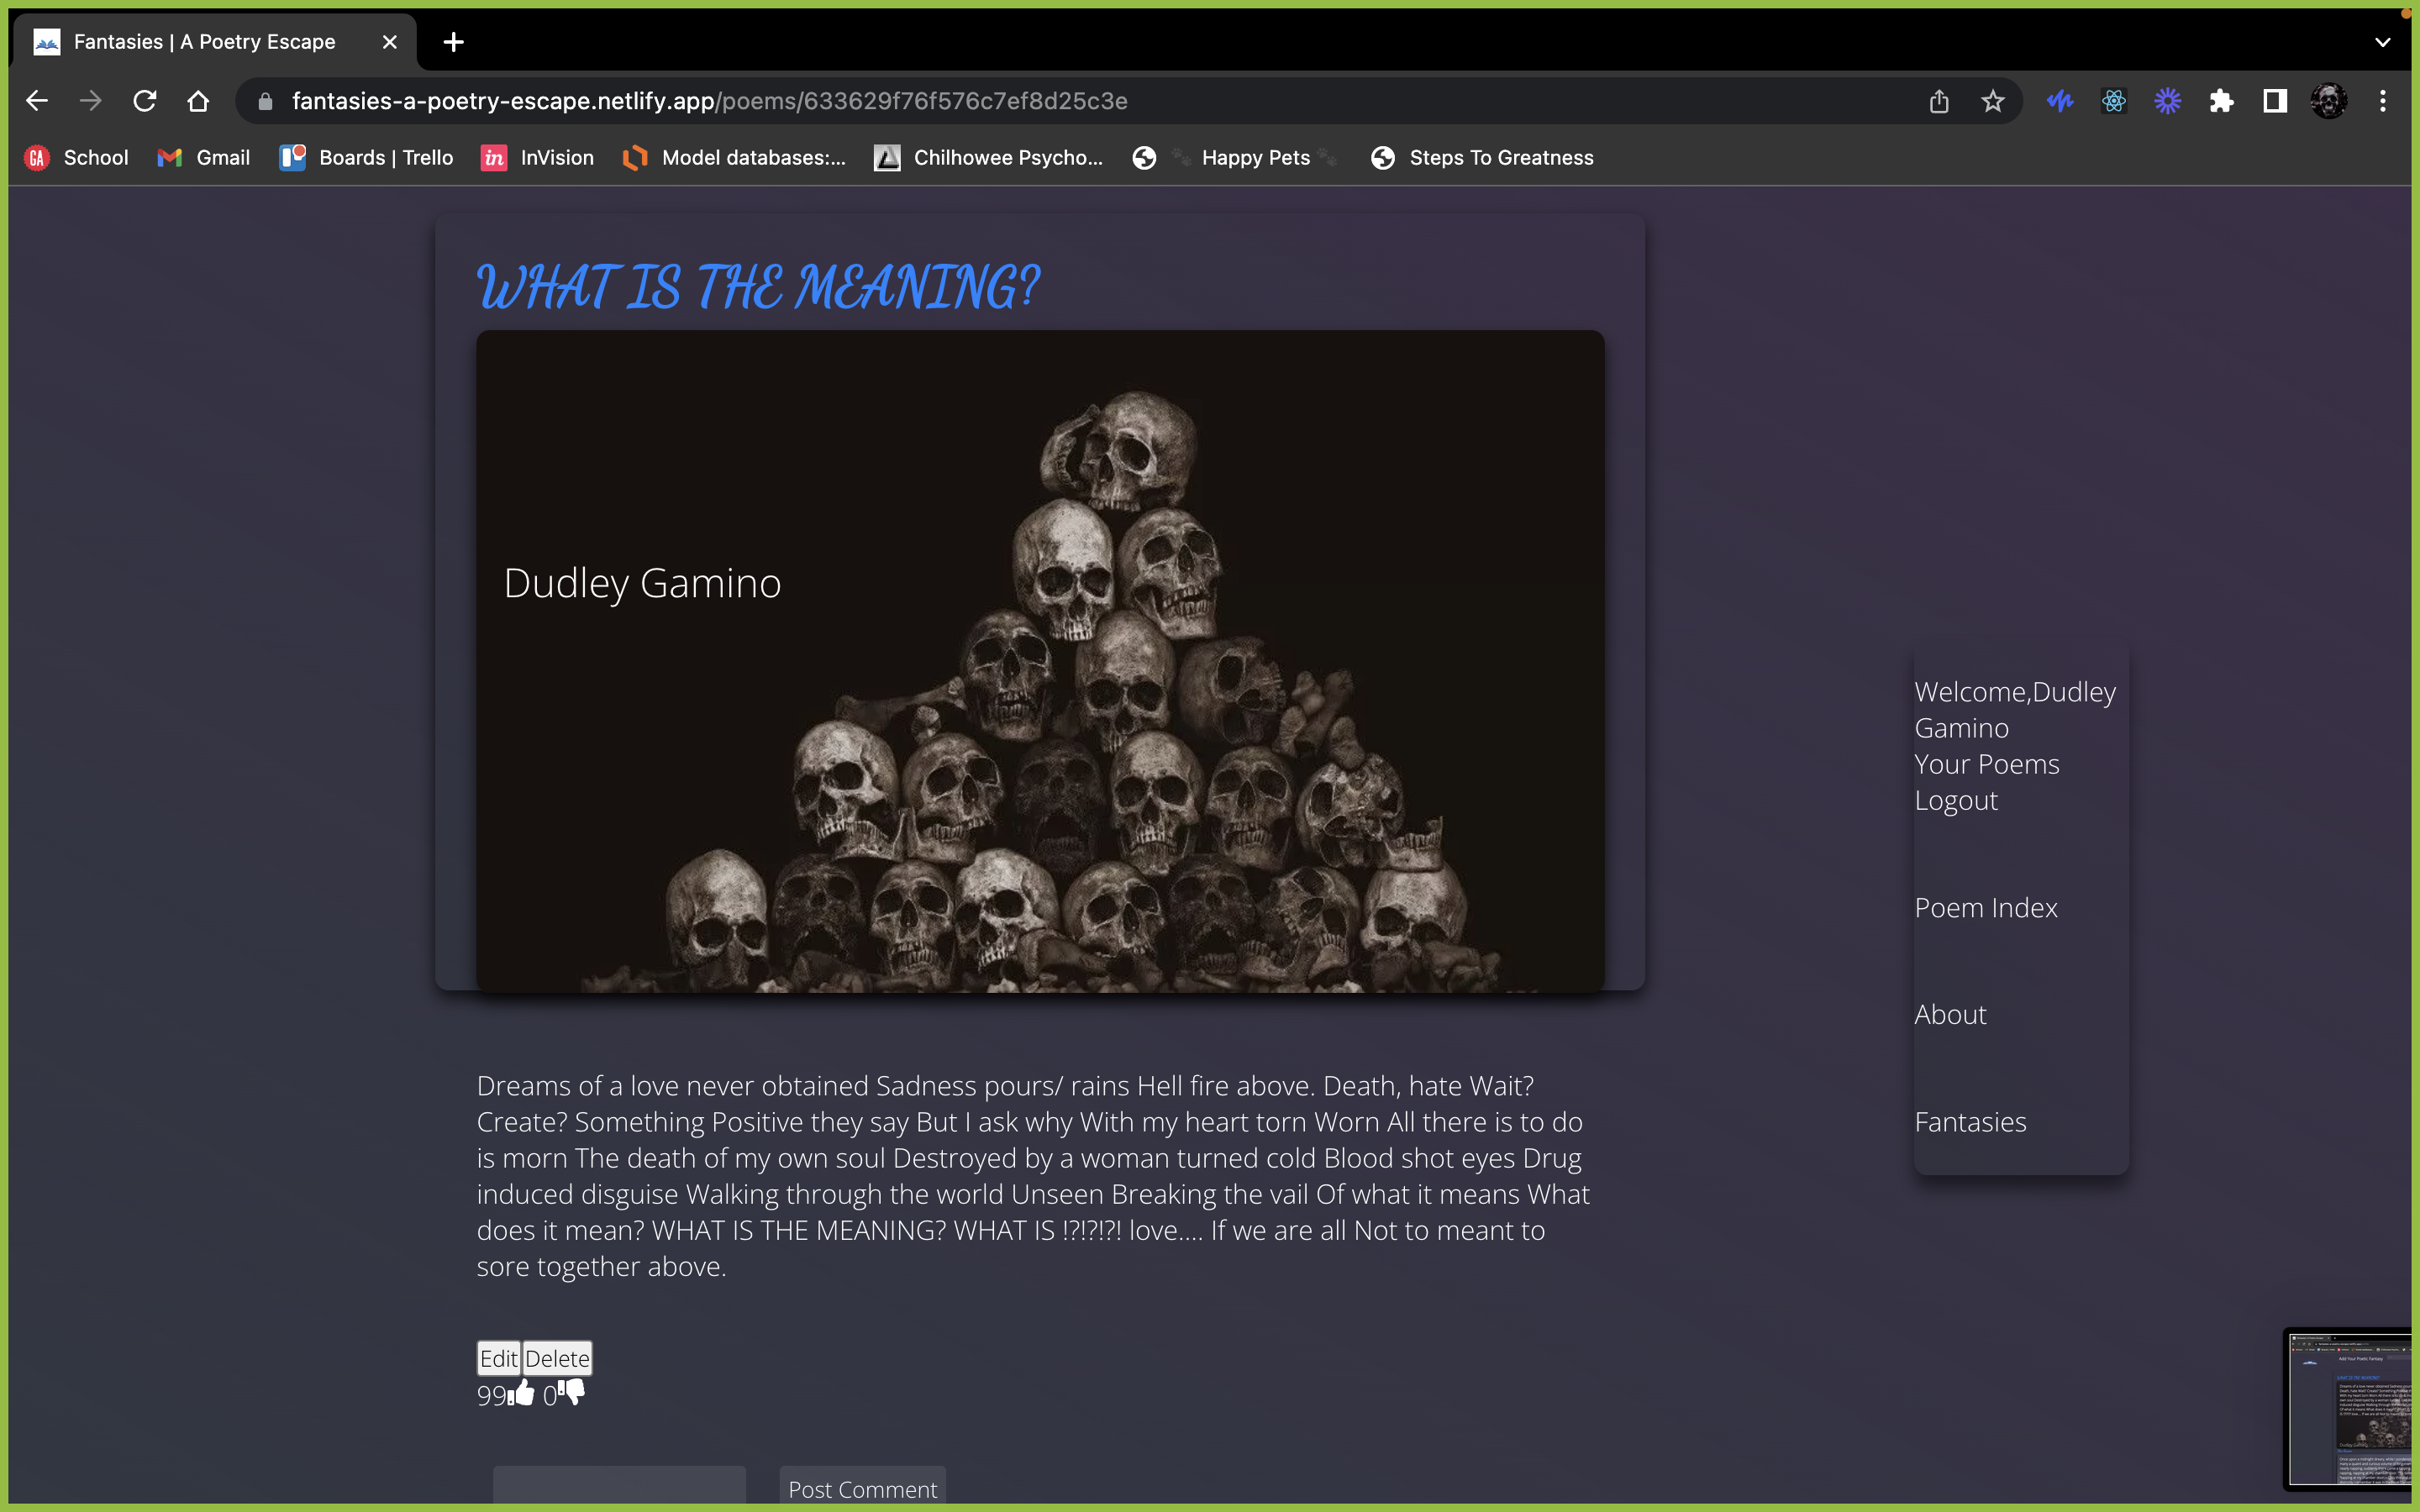 Fantasies | A Poetry Escape
fantasies-a-poetry-escape.netlify.app/poems/633629f76f576c7ef8d25c3e
GA School Gmail Boards | Trello in InVision Model databases:... Chilhowee Psycho... Happy Pets Steps To Greatness
WHAT IS THE MEANING?
Dudley Gamino
Dreams of a love never obtained Sadness pours/ rains Hell fire above. Death, hate Wait?
Create? Something Positive they say But I ask why With my heart torn Worn All there is to do
is morn The death of my own soul Destroyed by a woman turned cold Blood shot eyes Drug
induced disguise Walking through the world Unseen Breaking the vail Of what it means What
does it mean? WHAT IS THE MEANING? WHAT IS !?!?!?! love.... If we are all Not to meant to
sore together above.
Edit Delete
99 0
Post Comment
Welcome,Dudley
Gamino
Your Poems
Logout
Poem Index
About
Fantasies